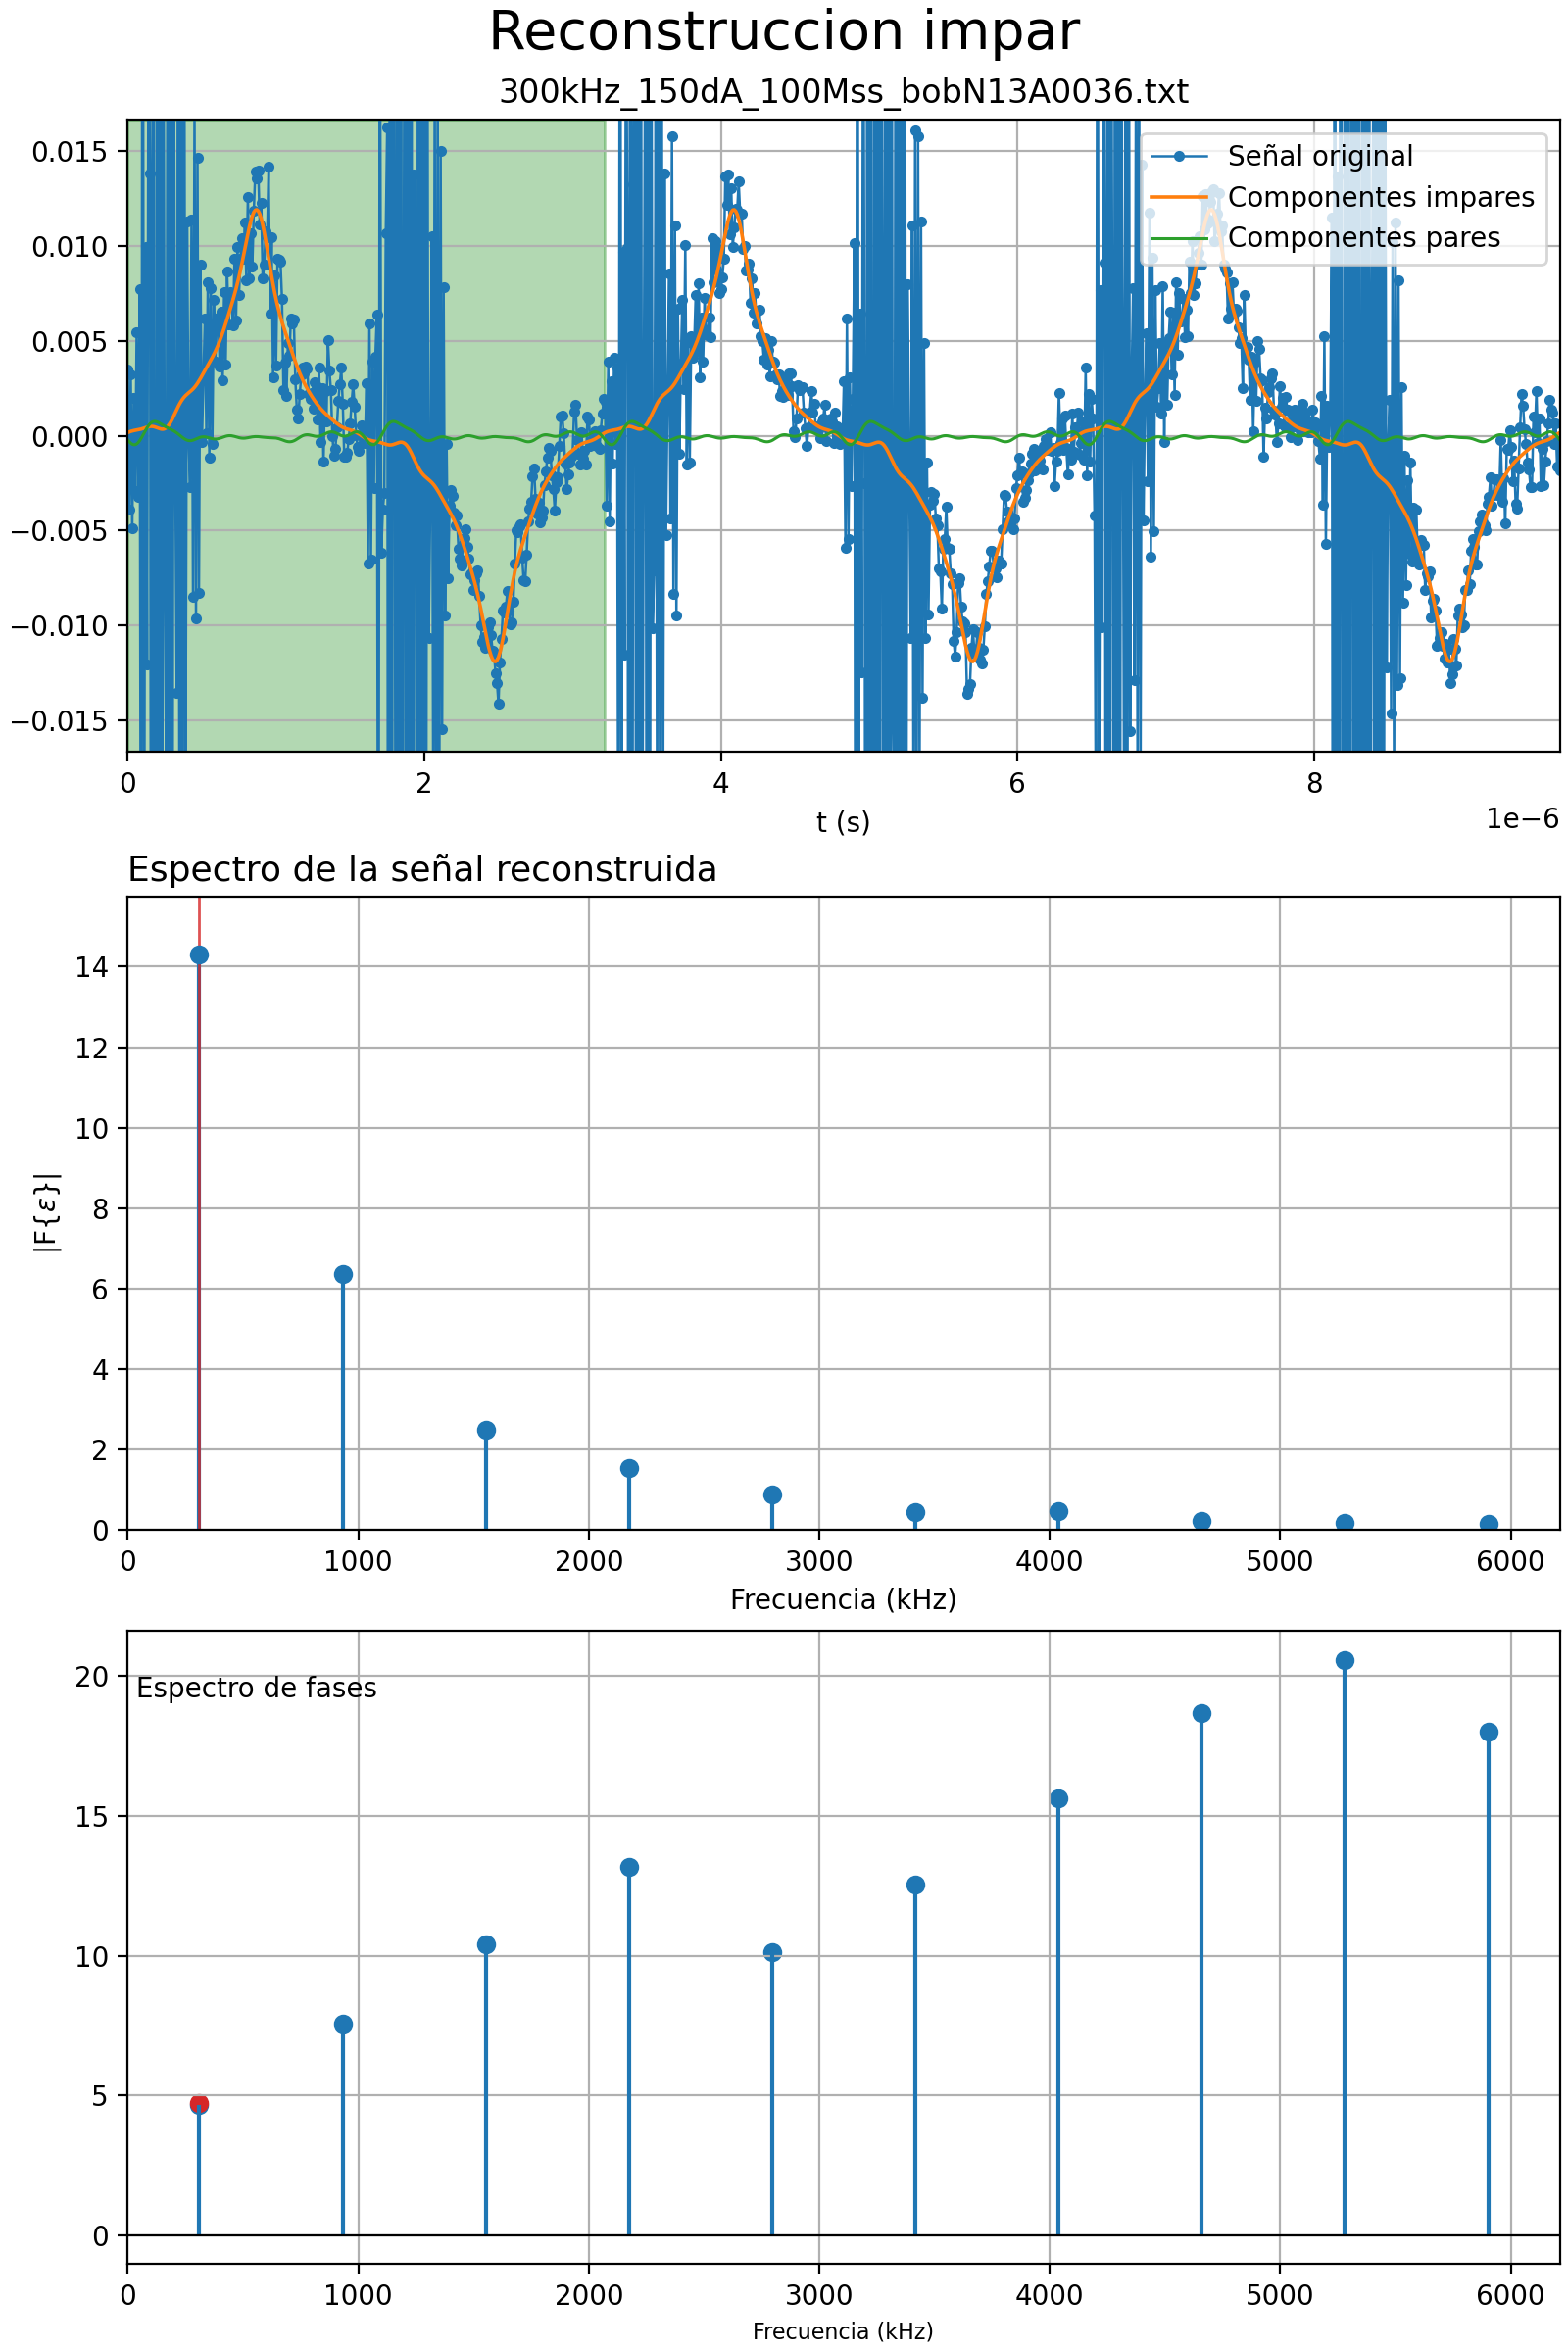 Reconstruccion impar
300kHz_150dA_100Mss_bobN13A0036.txt
0.015
0.010
0.005
0.000
−0.005
−0.010
−0.015
Señal original
Componentes impares
Componentes pares
0 2 4 6 8
1e−6
t (s)
Espectro de la señal reconstruida
14
12
10
8
6
4
2
0
|F{ε}|
0 1000 2000 3000 4000 5000 6000
Frecuencia (kHz)
Espectro de fases
20
15
10
5
0
0 1000 2000 3000 4000 5000 6000
Frecuencia (kHz)